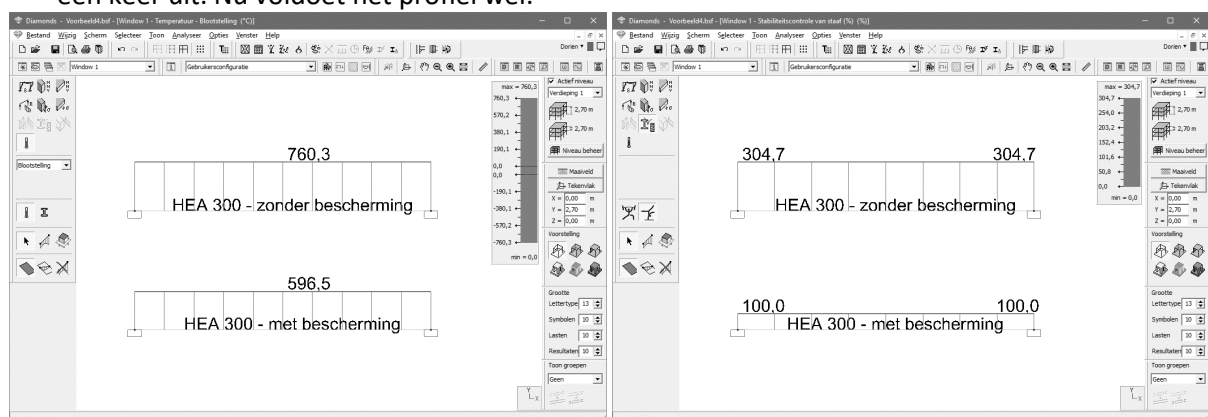 een keer uit. Nu voldoet het profiel wel.
Diamonds - Voorbeeld4.bsf - [Window 1 - Temperatuur - Blootstelling (°C)]
Bestand Wijzig Scherm Selecteer Toon Analyseer Opties Venster Help
Dorien
Window 1
Gebruikersconfiguratie
Blootstelling
760,3
HEA 300 - zonder bescherming
596,5
HEA 300 - met bescherming
max = 760,3
760,3
570,2
380,1
190,1
0,0
0,0
-190,1
-380,1
-570,2
-760,3
min = 0,0
Y
X
Actief niveau
Verdieping 1
2,70 m
2,70 m
Niveau beheer
Maaiveld
Tekenvlak
X = 0,00 m
Y = 2,70 m
Z = 0,00 m
Voorstelling
Grootte
Lettertype 13
Symbolen 10
Lasten 10
Resultaten 10
Toon groepen
Geen
Diamonds - Voorbeeld4.bsf - [Window 1 - Stabiliteitscontrole van staaf (%) (%)]
Bestand Wijzig Scherm Selecteer Toon Analyseer Opties Venster Help
Dorien
Window 1
Gebruikersconfiguratie
304,7 304,7
HEA 300 - zonder bescherming
100,0 100,0
HEA 300 - met bescherming
max = 304,7
304,7
254,0
203,2
152,4
101,6
50,8
0,0
min = 0,0
Y
X
Actief niveau
Verdieping 1
2,70 m
2,70 m
Niveau beheer
Maaiveld
Tekenvlak
X = 0,00 m
Y = 2,70 m
Z = 0,00 m
Voorstelling
Grootte
Lettertype 13
Symbolen 10
Lasten 10
Resultaten 10
Toon groepen
Geen